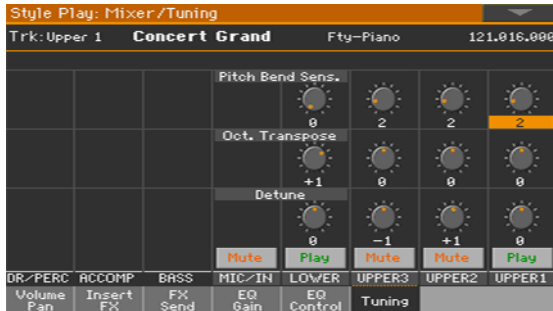 Style Play: Mixer/Tuning
Trk:Upper 1 Concert Grand Fty-Piano 121.016.000
Pitch Bend Sens.
0 2 2 2
Oct. Transpose
+1 0 0 0
Detune
0 -1 +1 0
Mute Play Mute Mute Play
DR/PERC ACCOMP BASS MIC/IN LOWER UPPER3 UPPER2 UPPER1
Volume Pan Insert FX FX Send EQ Gain EQ Control Tuning